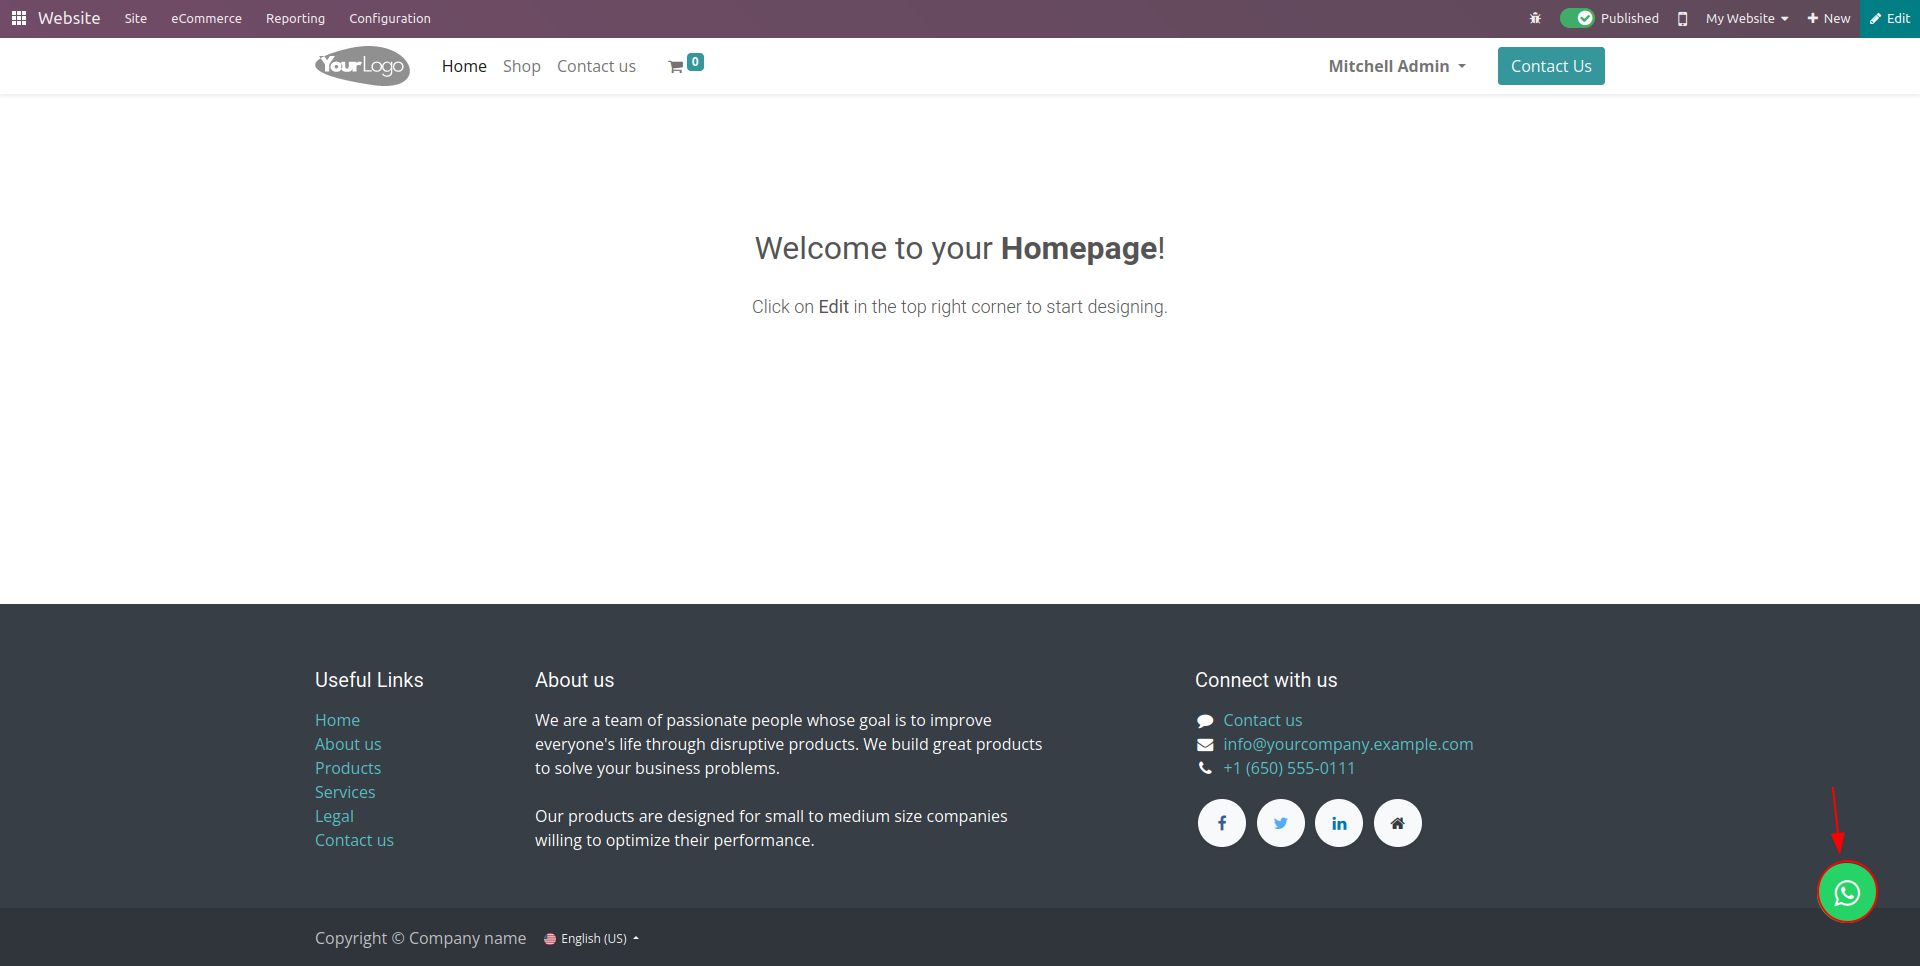 Website Site eCommerce Reporting Configuration Published My Website New Edit
YourLogo Home Shop Contact us 0 Mitchell Admin Contact Us
Welcome to your Homepage!
Click on Edit in the top right corner to start designing.
Useful Links
Home
About us
Products
Services
Legal
Contact us
About us
We are a team of passionate people whose goal is to improve
everyone's life through disruptive products. We build great products
to solve your business problems.
Our products are designed for small to medium size companies
willing to optimize their performance.
Connect with us
Contact us
info@yourcompany.example.com
+1 (650) 555-0111
Copyright © Company name English (US)